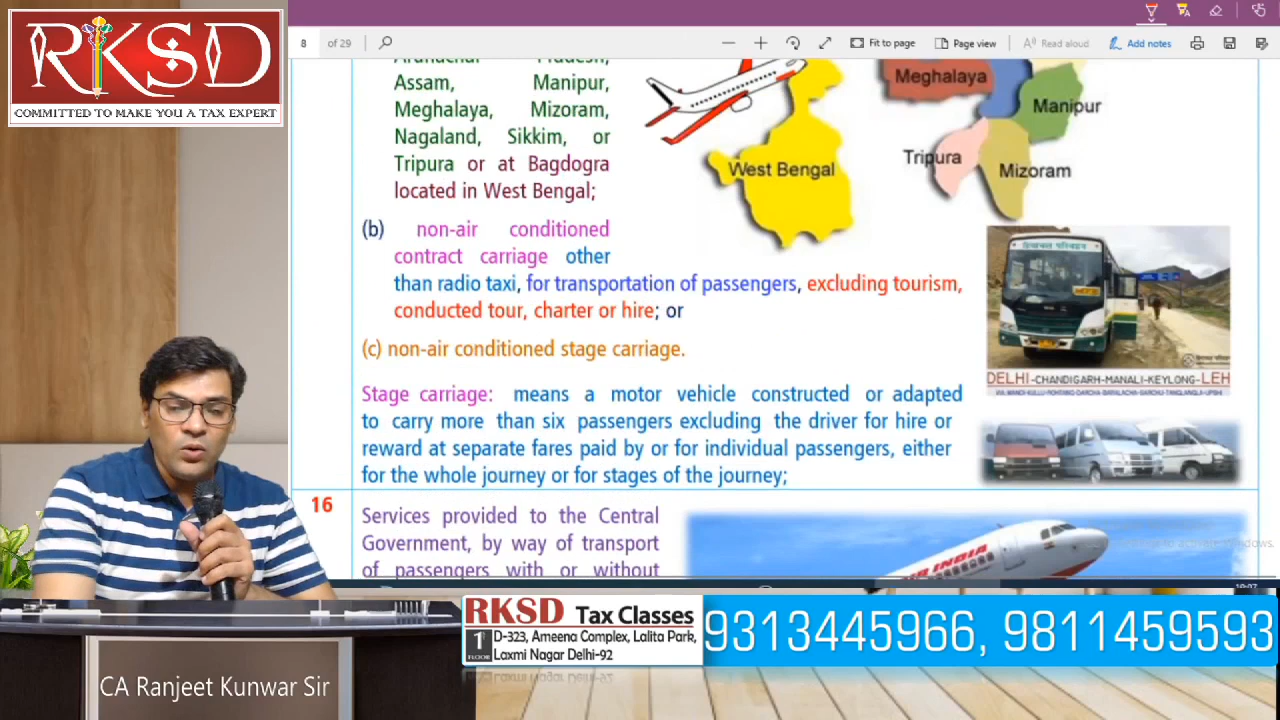 RKSD
COMMITTED TO MAKE YOU A TAX EXPERT
8 of 29
Fit to page
Page view
Read aloud
Add notes
Arunachal Pradesh,
Assam, Manipur,
Meghalaya, Mizoram,
Nagaland, Sikkim, or
Tripura or at Bagdogra
located in West Bengal;
Meghalaya
Manipur
Tripura
Mizoram
West Bengal
(b) non-air conditioned
contract carriage other
than radio taxi, for transportation of passengers, excluding tourism,
conducted tour, charter or hire; or
(c) non-air conditioned stage carriage.
DELHI-CHANDIGARH-MANALI-KEYLONG-LEH
Stage carriage: means a motor vehicle constructed or adapted
to carry more than six passengers excluding the driver for hire or
reward at separate fares paid by or for individual passengers, either
for the whole journey or for stages of the journey;
16
Services provided to the Central
Government, by way of transport
of passengers with or without
AIR INDIA
RKSD Tax Classes
1st FLOOR
D-323, Ameena Complex, Lalita Park,
Laxmi Nagar Delhi-92
9313445966, 9811459593
CA Ranjeet Kunwar Sir